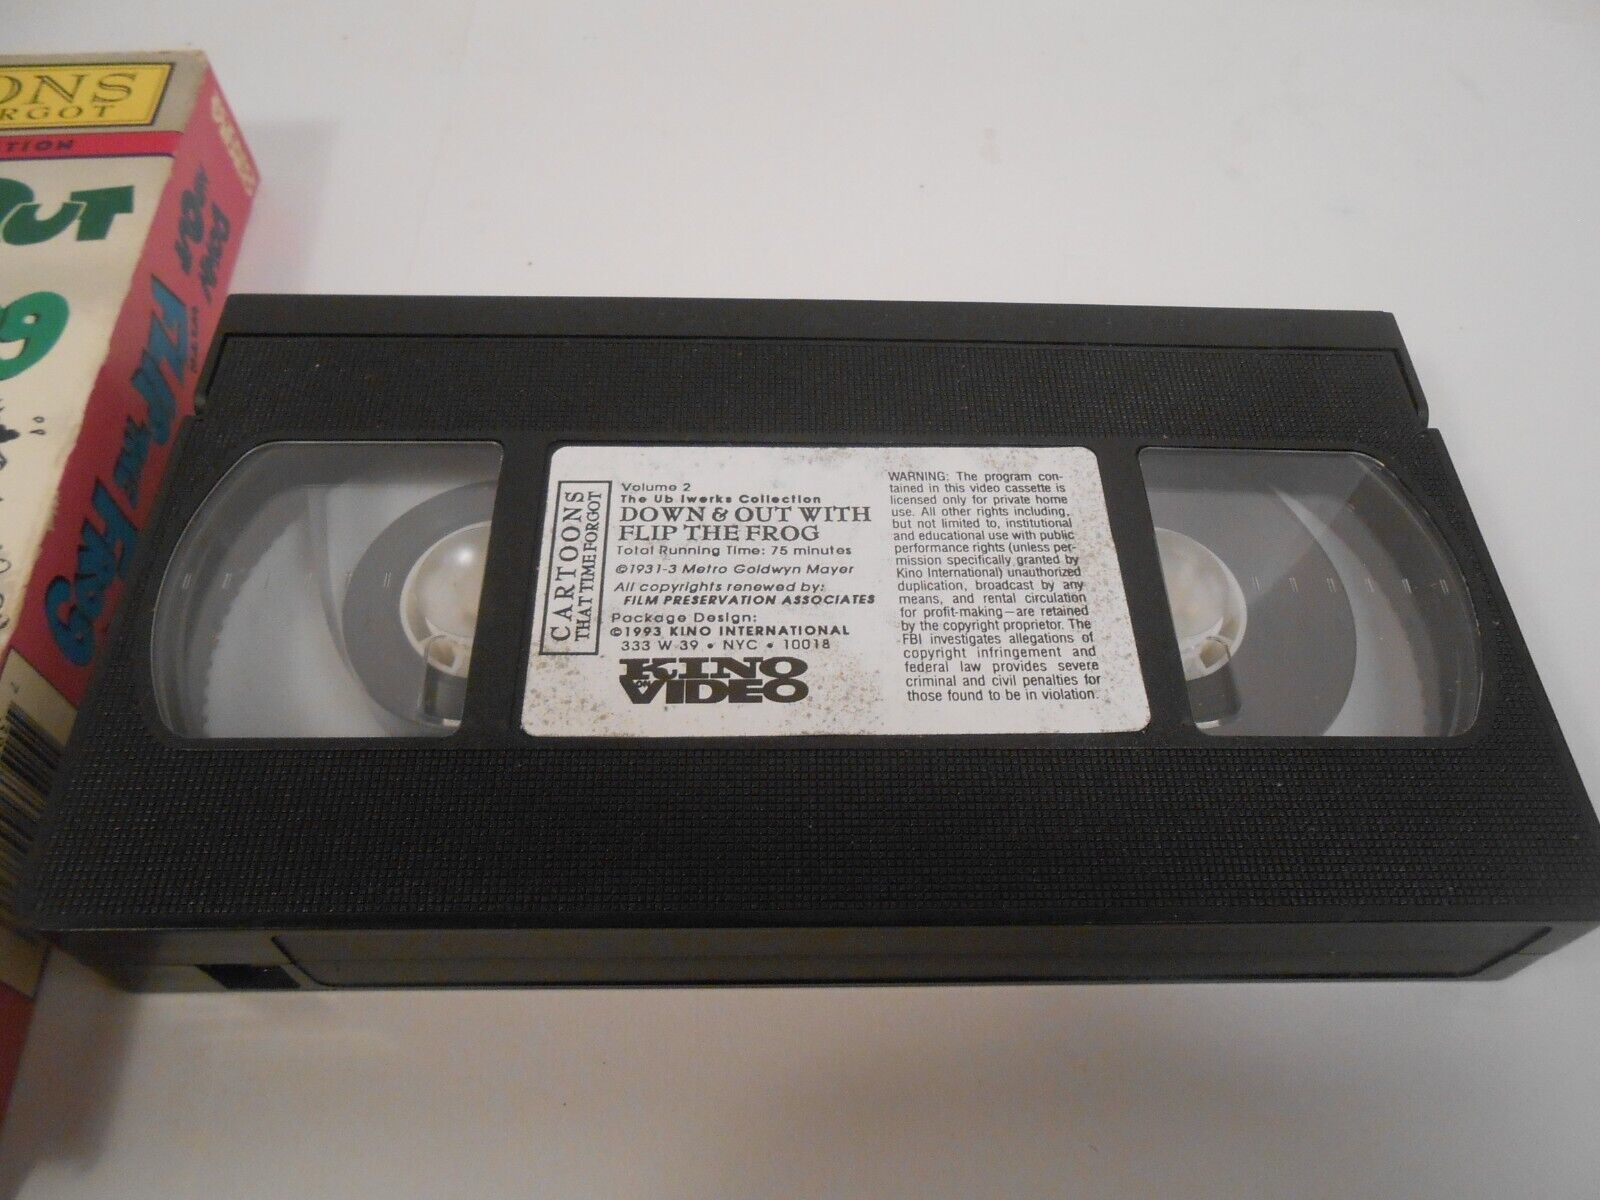 ONS
RGOT
TION
OUT
DOWN
OUT
WITH
FLIP
THE
FROG
CARTOONS
THAT TIME FORGOT
Volume 2
The Ub Iwerks Collection
DOWN & OUT WITH
FLIP THE FROG
Total Running Time: 75 minutes
©1931-3 Metro Goldwyn Mayer
All copyrights renewed by:
FILM PRESERVATION ASSOCIATES
Package Design:
©1993 KINO INTERNATIONAL
333 W 39 • NYC • 10018
KINO
ON
VIDEO
WARNING: The program con-
tained in this video cassette is
licensed only for private home
use. All other rights including,
but not limited to, institutional
and educational use with public
performance rights (unless per-
mission specifically granted by
Kino International) unauthorized
duplication, broadcast by any
means, and rental circulation
for profit-making—are retained
by the copyright proprietor. The
FBI investigates allegations of
copyright infringement and
federal law provides severe
criminal and civil penalties for
those found to be in violation.